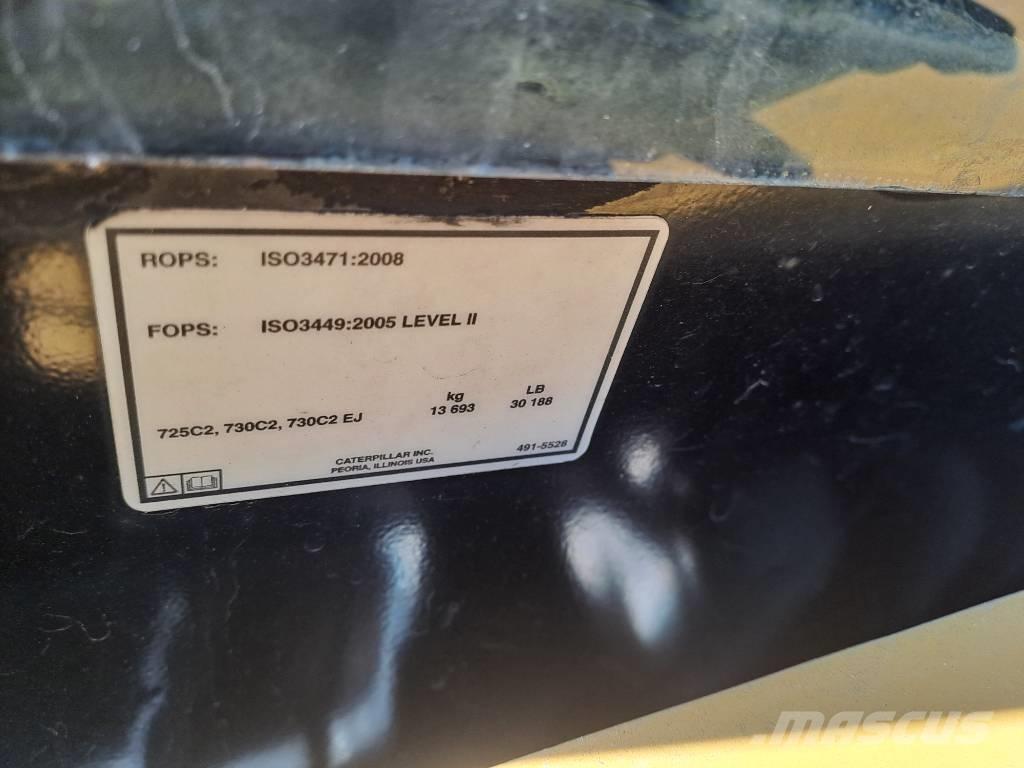 ROPS: ISO3471:2008
FOPS: ISO3449:2005 LEVEL II
kg LB
725C2, 730C2, 730C2 EJ 13 693 30 188
CATERPILLAR INC.
PEORIA, ILLINOIS USA
491-5528
MASCUS